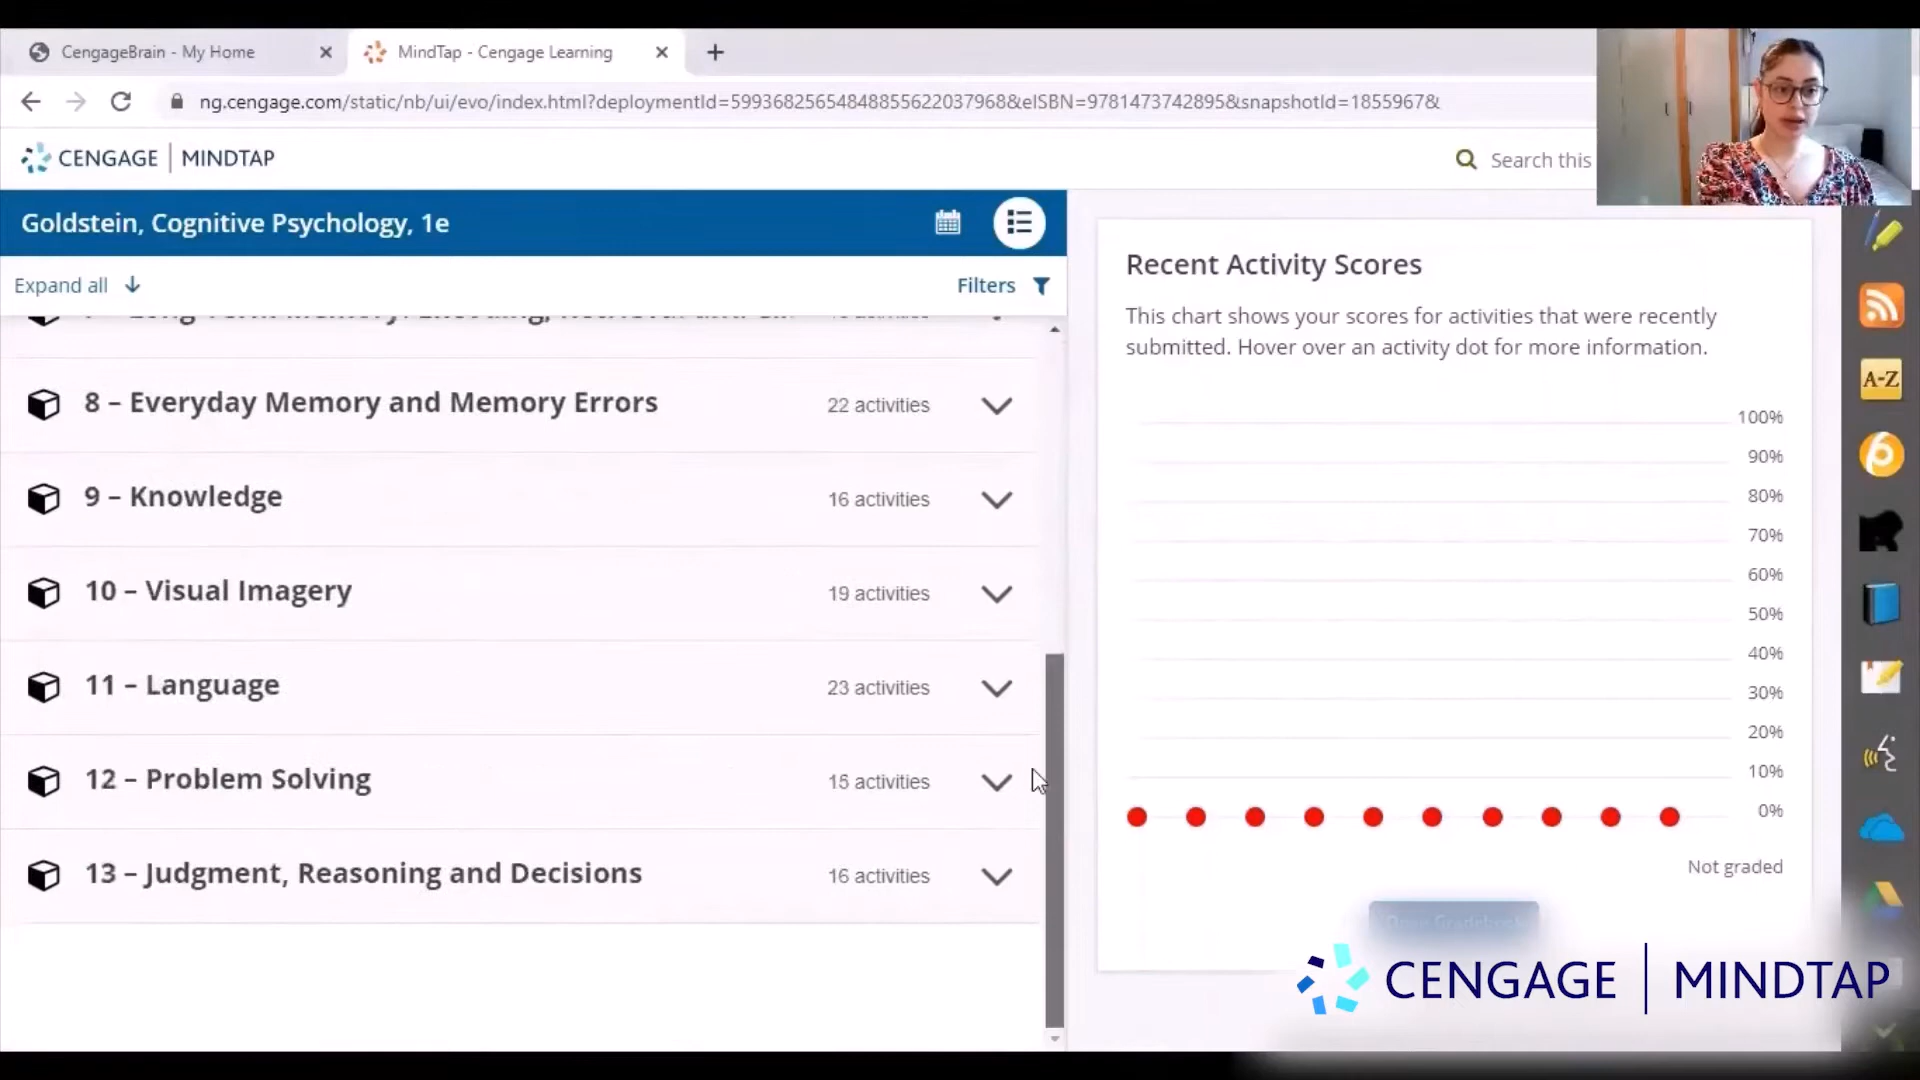 CengageBrain - My Home
MindTap - Cengage Learning
ng.cengage.com/static/nb/ui/evo/index.html?deploymentId=59936825654848855622037968&eISBN=9781473742895&snapshotId=1855967&
CENGAGE | MINDTAP
Search this
Goldstein, Cognitive Psychology, 1e
Expand all
Filters
8 – Everyday Memory and Memory Errors 22 activities
9 – Knowledge 16 activities
10 – Visual Imagery 19 activities
11 – Language 23 activities
12 – Problem Solving 15 activities
13 – Judgment, Reasoning and Decisions 16 activities
Recent Activity Scores
This chart shows your scores for activities that were recently
submitted. Hover over an activity dot for more information.
100%
90%
80%
70%
60%
50%
40%
30%
20%
10%
0%
Not graded
A-Z
CENGAGE | MINDTAP